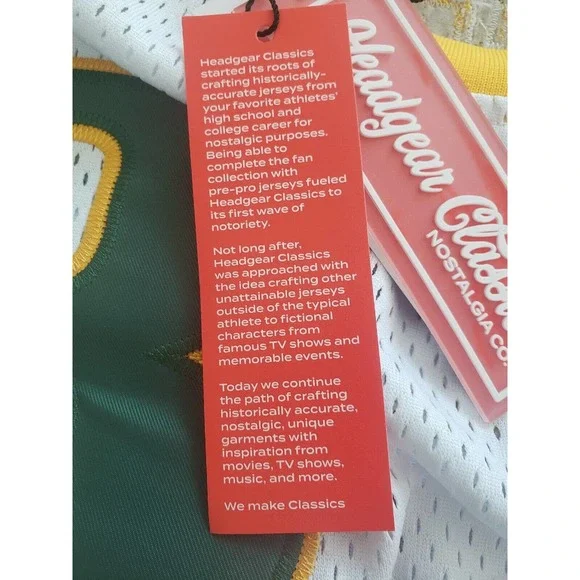 Headgear Classics
started its roots of
crafting historically-
accurate jerseys from
your favorite athletes'
high school and
college career for
nostalgic purposes.
Being able to
complete the fan
collection with
pre-pro jerseys fueled
Headgear Classics to
its first wave of
notoriety.
Not long after,
Headgear Classics
was approached with
the idea crafting other
unattainable jerseys
outside of the typical
athlete to fictional
characters from
famous TV shows and
memorable events.
Today we continue
the path of crafting
historically accurate,
nostalgic, unique
garments with
inspiration from
movies, TV shows,
music, and more.
We make Classics
Headgear Classics
NOSTALGIA CO.